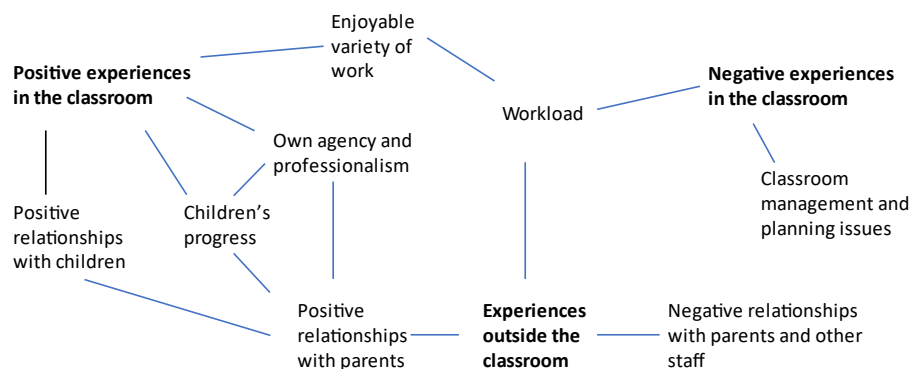 Enjoyable
variety of
work
Positive experiences
in the classroom
Negative experiences
in the classroom
Workload
Own agency and
professionalism
Classroom
management and
planning issues
Positive
relationships
with children
Children's
progress
Positive
relationships
with parents
Experiences
outside the
classroom
Negative relationships
with parents and other
staff